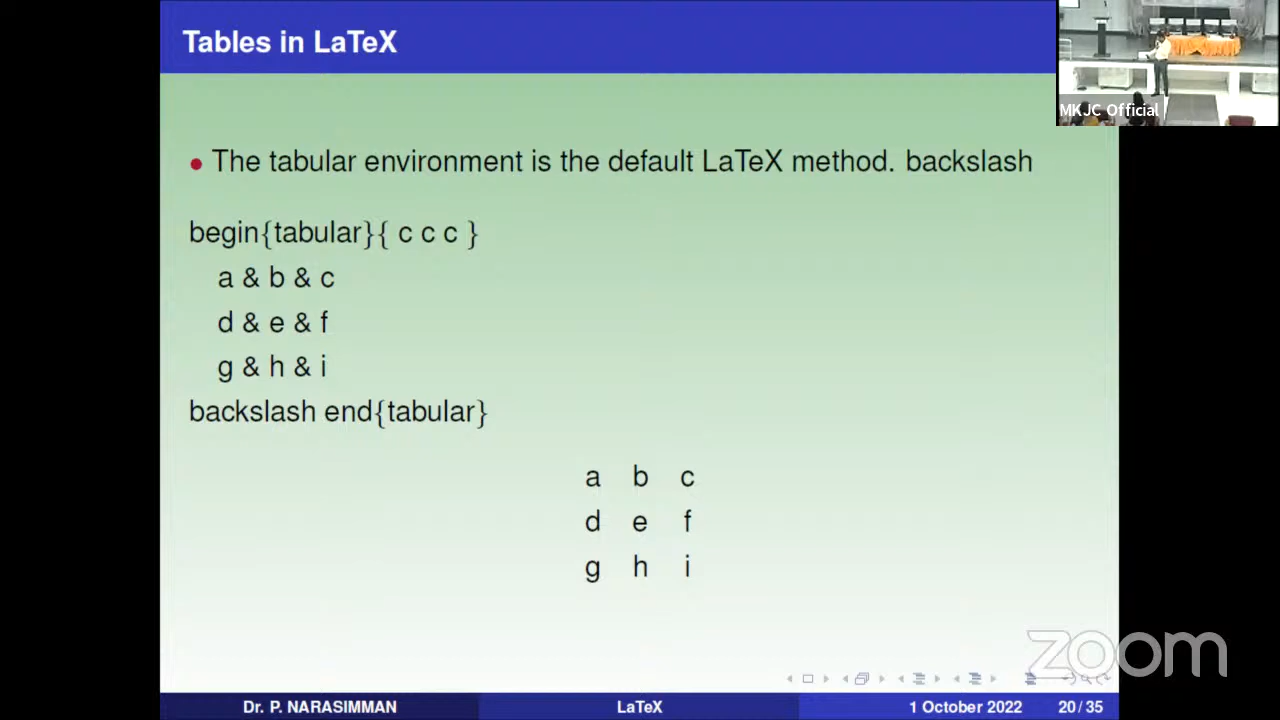 Tables in LaTeX
MKJC Official
• The tabular environment is the default LaTeX method. backslash
begin{tabular}{ c c c }
a & b & c
d & e & f
g & h & i
backslash end{tabular}
a b c
d e f
g h i
zoom
Dr. P. NARASIMMAN LaTeX 1 October 2022 20 / 35